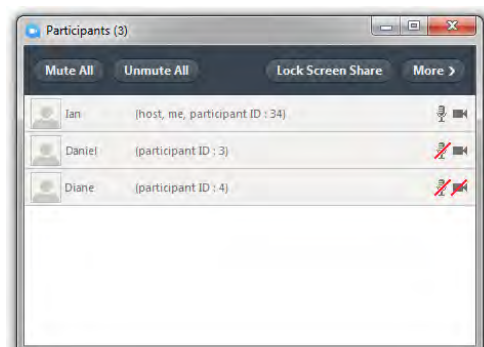 Participants (3)
Mute All Unmute All Lock Screen Share More >
Ian (host, me, participant ID : 34)
Daniel (participant ID : 3)
Diane (participant ID : 4)